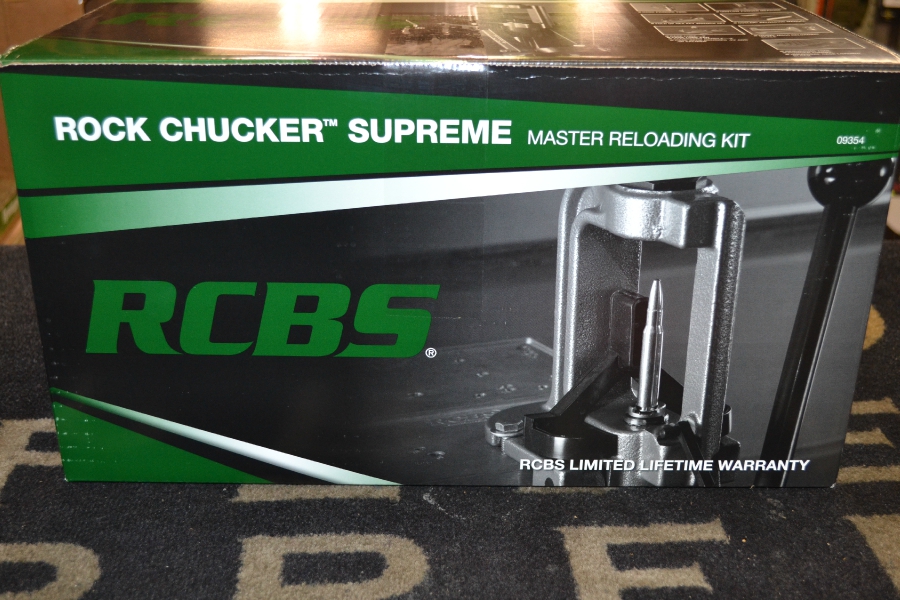 ROCK CHUCKER™ SUPREME MASTER RELOADING KIT 09354
RCBS®
RCBS LIMITED LIFETIME WARRANTY